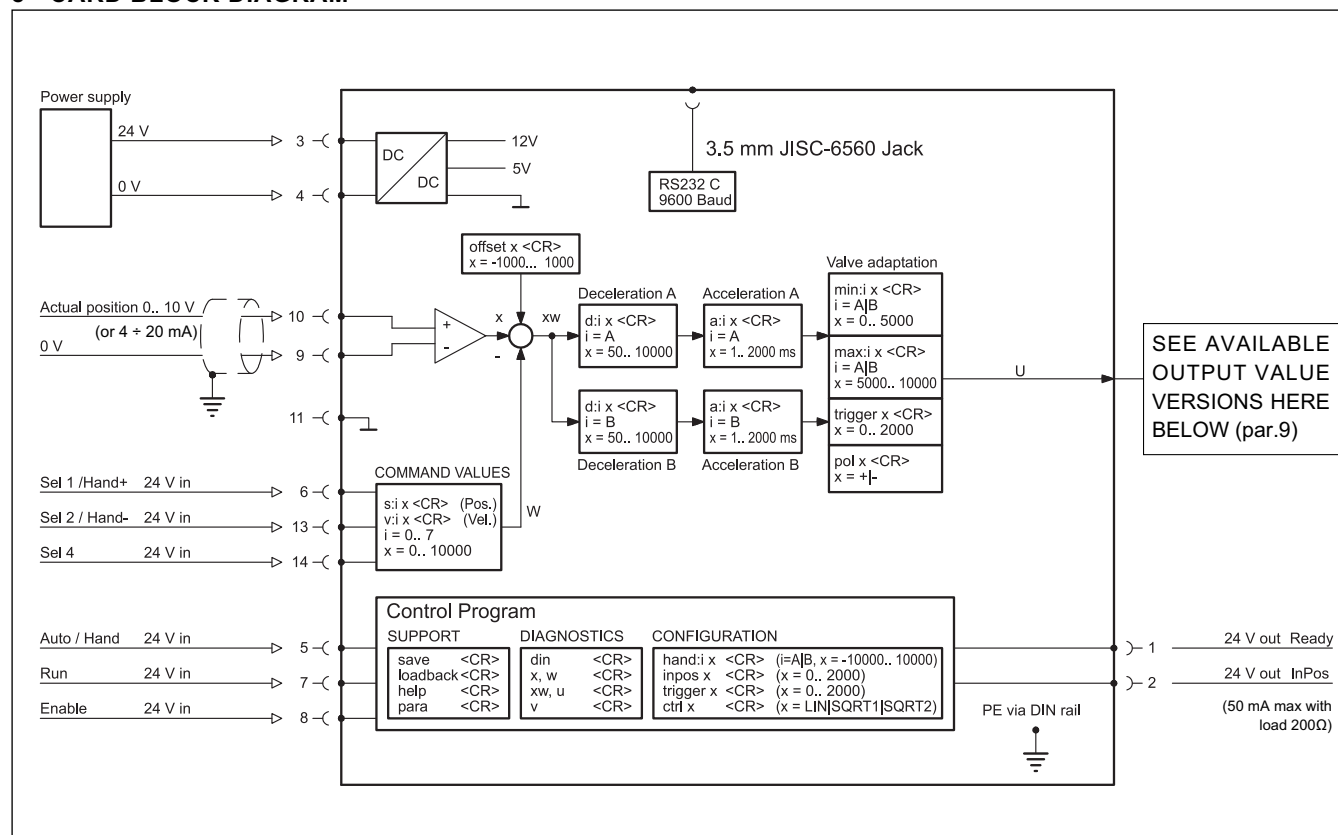 Power supply
24 V
0 V
3
4
DC
DC
12V
5V
3.5 mm JISC-6560 Jack
RS232 C
9600 Baud
offset x <CR>
x = -1000... 1000
Actual position 0.. 10 V
(or 4 ÷ 20 mA)
0 V
10
9
11
+
-
x
-
xw
W
Deceleration A
d:i x <CR>
i = A
x = 50.. 10000
Acceleration A
a:i x <CR>
i = A
x = 1.. 2000 ms
d:i x <CR>
i = B
x = 50.. 10000
Deceleration B
a:i x <CR>
i = B
x = 1.. 2000 ms
Acceleration B
Valve adaptation
min:i x <CR>
i = A|B
x = 0.. 5000
max:i x <CR>
i = A|B
x = 5000.. 10000
trigger x <CR>
x = 0.. 2000
pol x <CR>
x = +|-
U
SEE AVAILABLE
OUTPUT VALUE
VERSIONS HERE
BELOW (par.9)
Sel 1 /Hand+ 24 V in 6
Sel 2 / Hand- 24 V in 13
Sel 4 24 V in 14
COMMAND VALUES
s:i x <CR> (Pos.)
v:i x <CR> (Vel.)
i = 0.. 7
x = 0.. 10000
Auto / Hand 24 V in 5
Run 24 V in 7
Enable 24 V in 8
Control Program
SUPPORT
save <CR>
loadback <CR>
help <CR>
para <CR>
DIAGNOSTICS
din <CR>
x, w <CR>
xw, u <CR>
v <CR>
CONFIGURATION
hand:i x <CR> (i=A|B, x = -10000.. 10000)
inpos x <CR> (x = 0.. 2000)
trigger x <CR> (x = 0.. 2000)
ctrl x <CR> (x = LIN|SQRT1|SQRT2)
PE via DIN rail
1 24 V out Ready
2 24 V out InPos
(50 mA max with
load 200Ω)